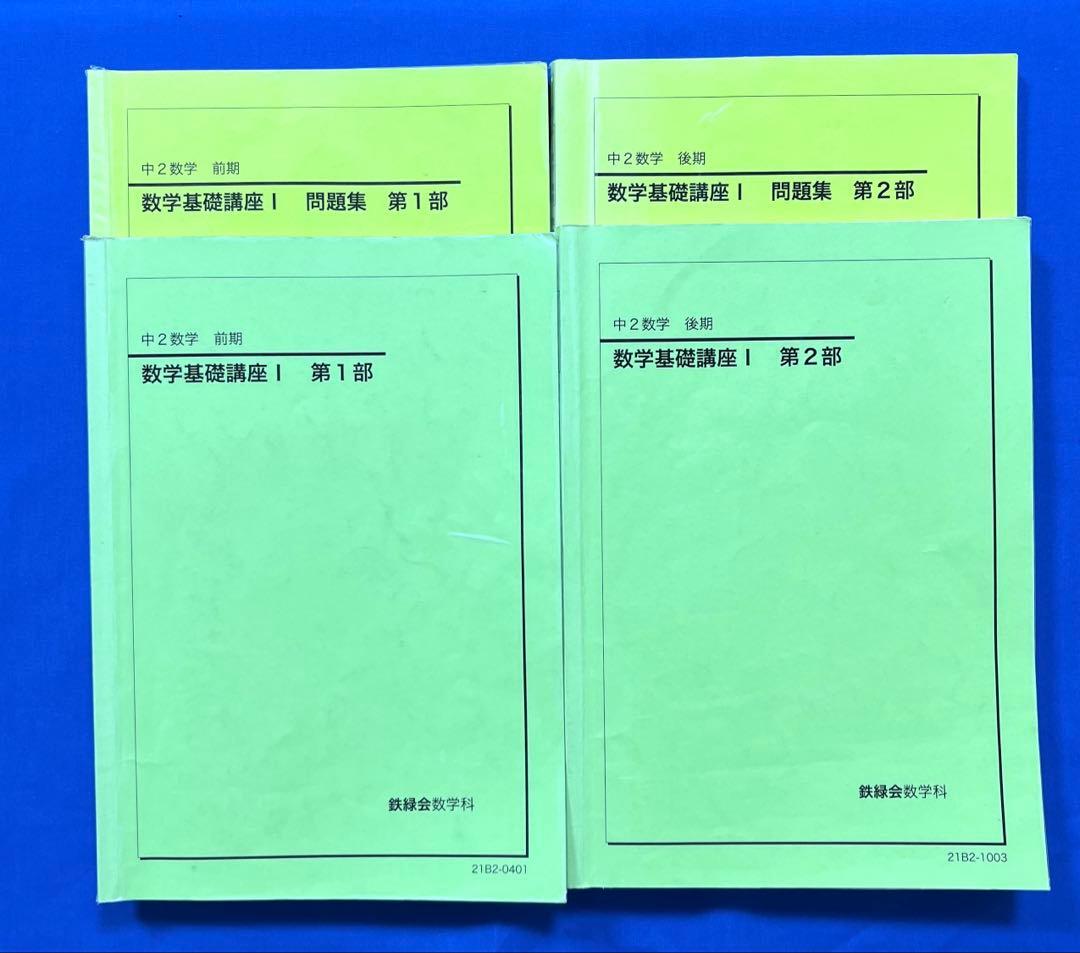 中2数学 前期
数学基礎講座Ⅰ 問題集 第1部
中2数学 後期
数学基礎講座Ⅰ 問題集 第2部
中2数学 前期
数学基礎講座Ⅰ 第1部
鉄緑会数学科
21B2-0401
中2数学 後期
数学基礎講座Ⅰ 第2部
鉄緑会数学科
21B2-1003